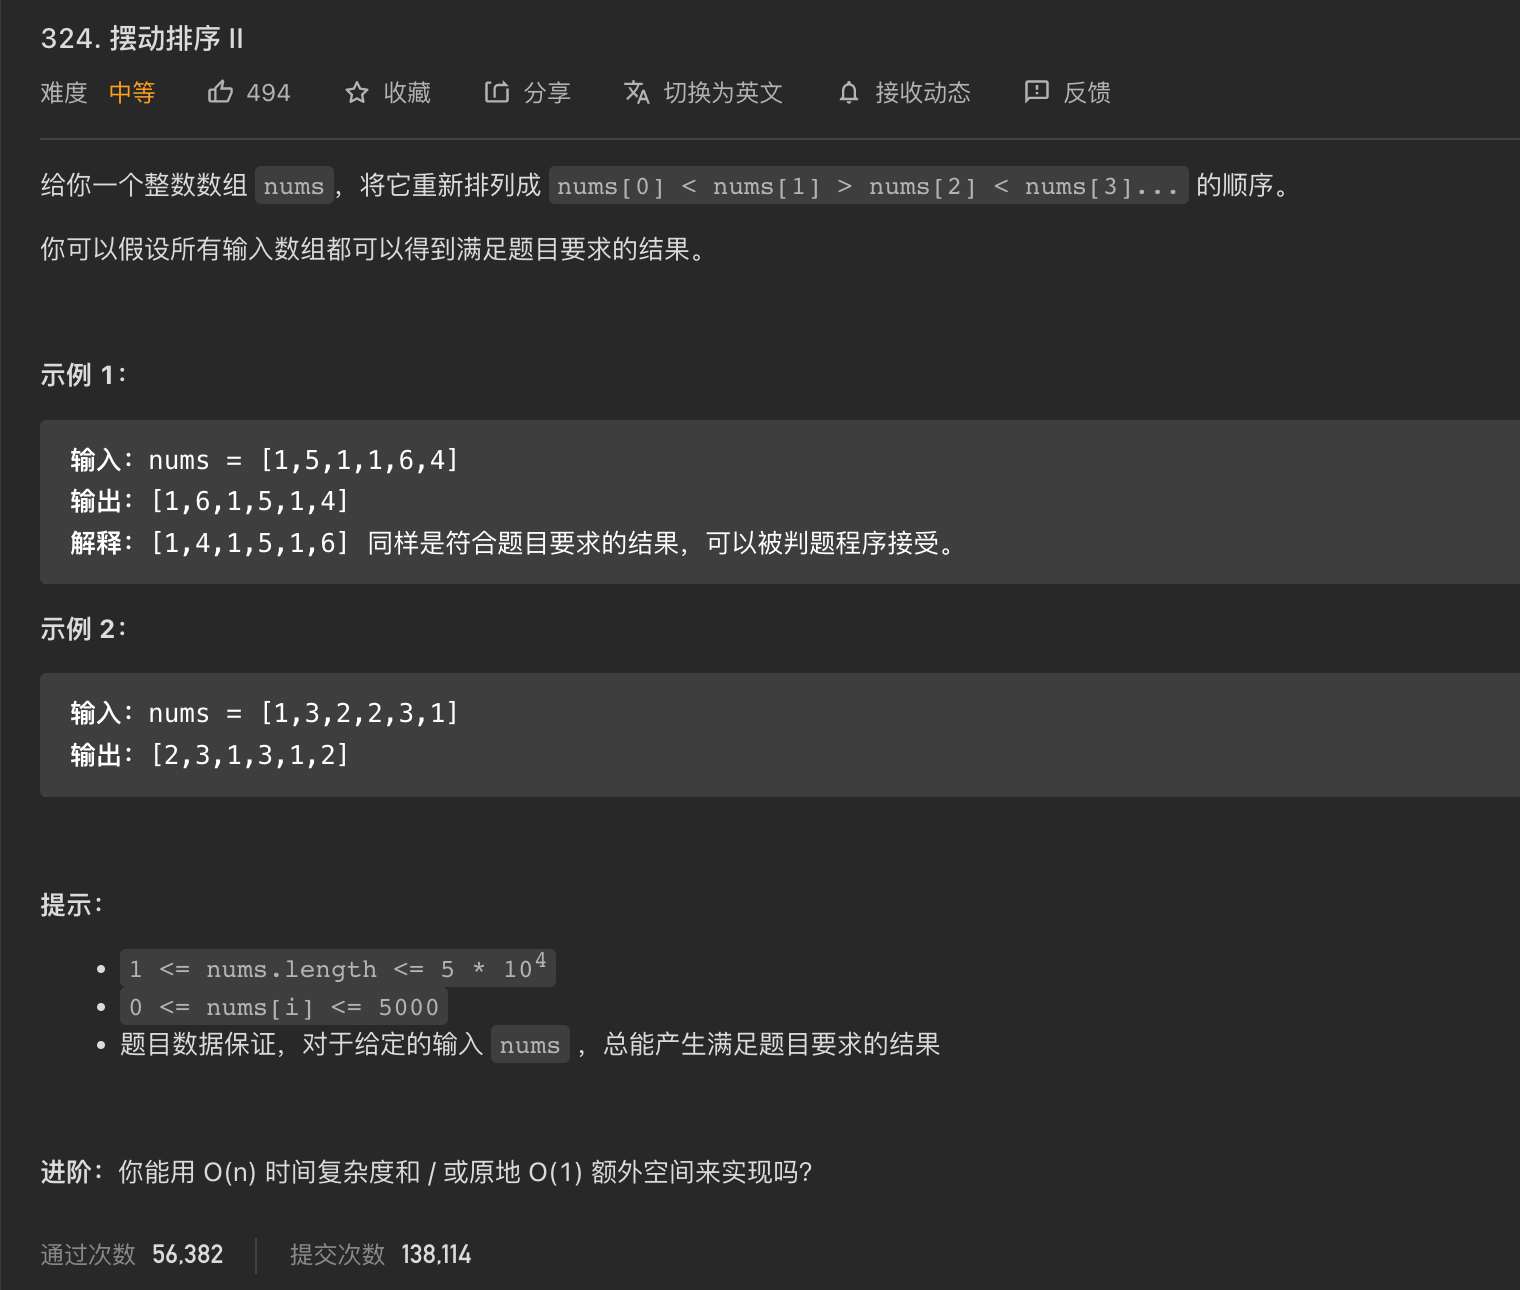 324. 摆动排序 II
难度 中等 494 收藏 分享 切换为英文 接收动态 反馈
给你一个整数数组 nums，将它重新排列成 nums[0] < nums[1] > nums[2] < nums[3]... 的顺序。
你可以假设所有输入数组都可以得到满足题目要求的结果。
示例 1：
输入：nums = [1,5,1,1,6,4]
输出：[1,6,1,5,1,4]
解释：[1,4,1,5,1,6] 同样是符合题目要求的结果，可以被判题程序接受。
示例 2：
输入：nums = [1,3,2,2,3,1]
输出：[2,3,1,3,1,2]
提示：
• 1 <= nums.length <= 5 * 10⁴
• 0 <= nums[i] <= 5000
• 题目数据保证，对于给定的输入 nums ，总能产生满足题目要求的结果
进阶：你能用 O(n) 时间复杂度和 / 或原地 O(1) 额外空间来实现吗？
通过次数 56,382 提交次数 138,114